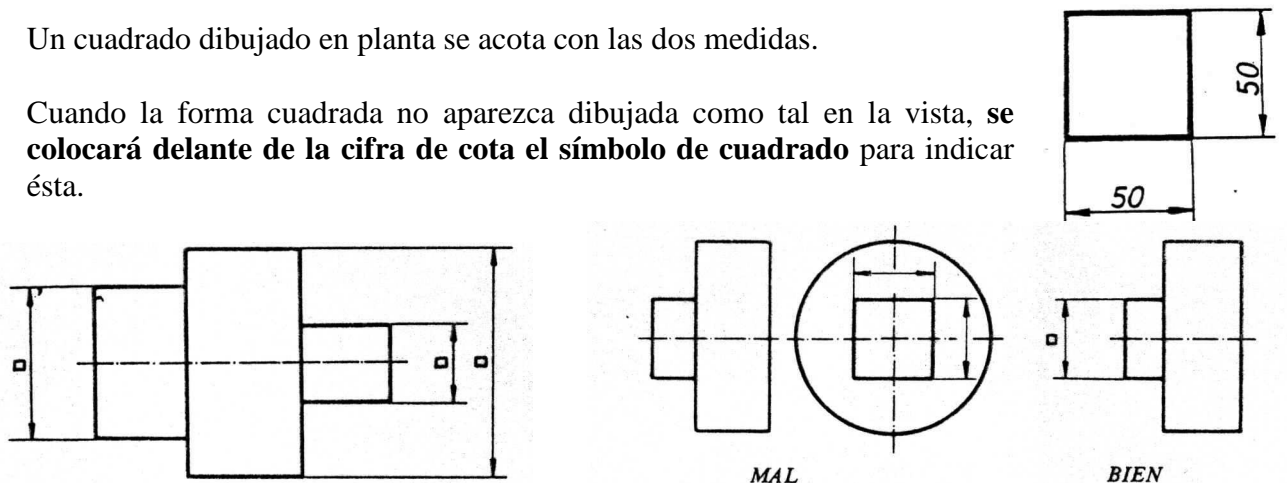 Un cuadrado dibujado en planta se acota con las dos medidas.
50
Cuando la forma cuadrada no aparezca dibujada como tal en la vista, se
colocará delante de la cifra de cota el símbolo de cuadrado para indicar
ésta.
50
MAL
BIEN